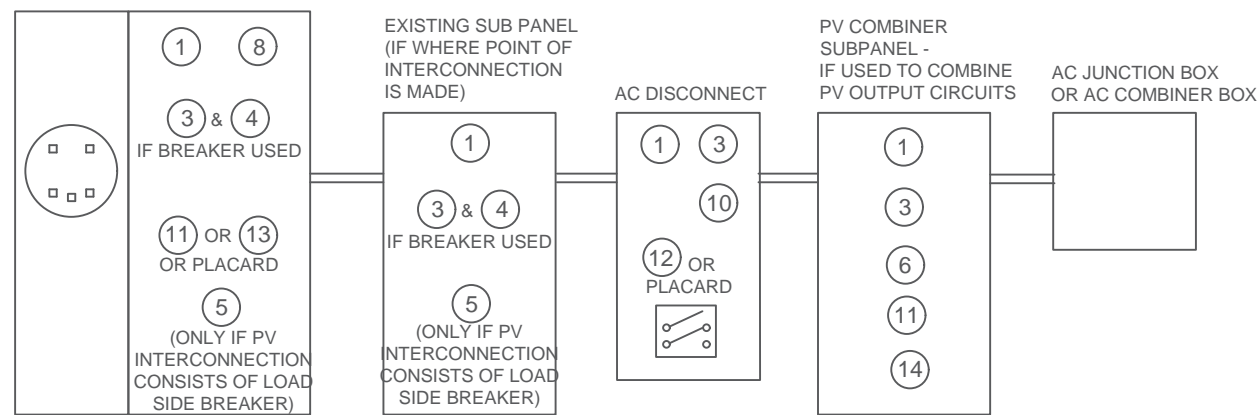 1 8
3 & 4
IF BREAKER USED
11 OR 13
OR PLACARD
5
(ONLY IF PV
INTERCONNECTION
CONSISTS OF LOAD
SIDE BREAKER)
EXISTING SUB PANEL
(IF WHERE POINT OF
INTERCONNECTION
IS MADE)
1
3 & 4
IF BREAKER USED
5
(ONLY IF PV
INTERCONNECTION
CONSISTS OF LOAD
SIDE BREAKER)
AC DISCONNECT
1 3
10
12 OR
PLACARD
PV COMBINER
SUBPANEL -
IF USED TO COMBINE
PV OUTPUT CIRCUITS
1
3
6
11
14
AC JUNCTION BOX
OR AC COMBINER BOX